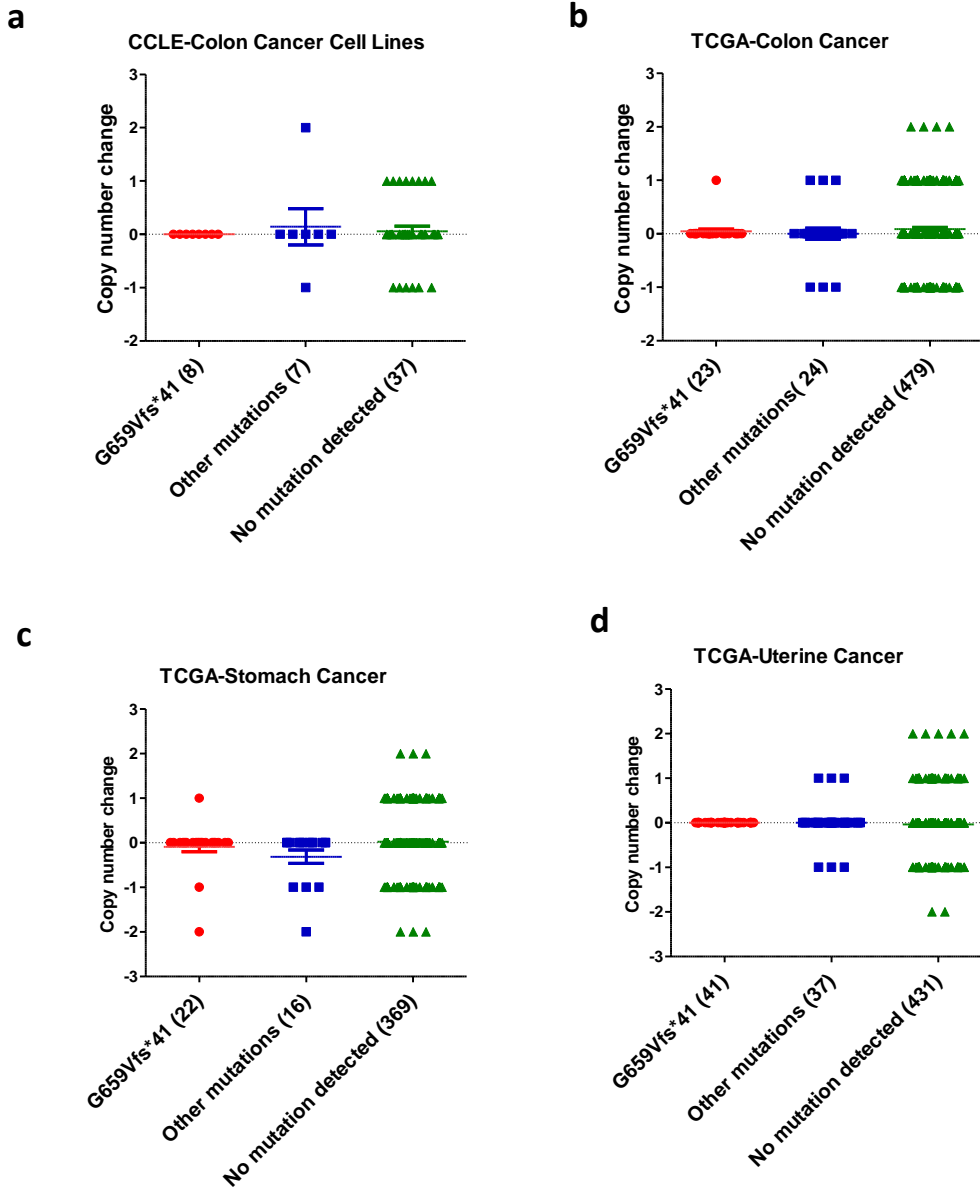 a
CCLE-Colon Cancer Cell Lines
Copy number change
3
2
1
0
-1
-2
G659Vfs*41 (8)
Other mutations (7)
No mutation detected (37)
b
TCGA-Colon Cancer
Copy number change
3
2
1
0
-1
-2
G659Vfs*41 (23)
Other mutations( 24)
No mutation detected (479)
c
TCGA-Stomach Cancer
Copy number change
3
2
1
0
-1
-2
-3
G659Vfs*41 (22)
Other mutations (16)
No mutation detected (369)
d
TCGA-Uterine Cancer
Copy number change
3
2
1
0
-1
-2
-3
G659Vfs*41 (41)
Other mutations (37)
No mutation detected (431)